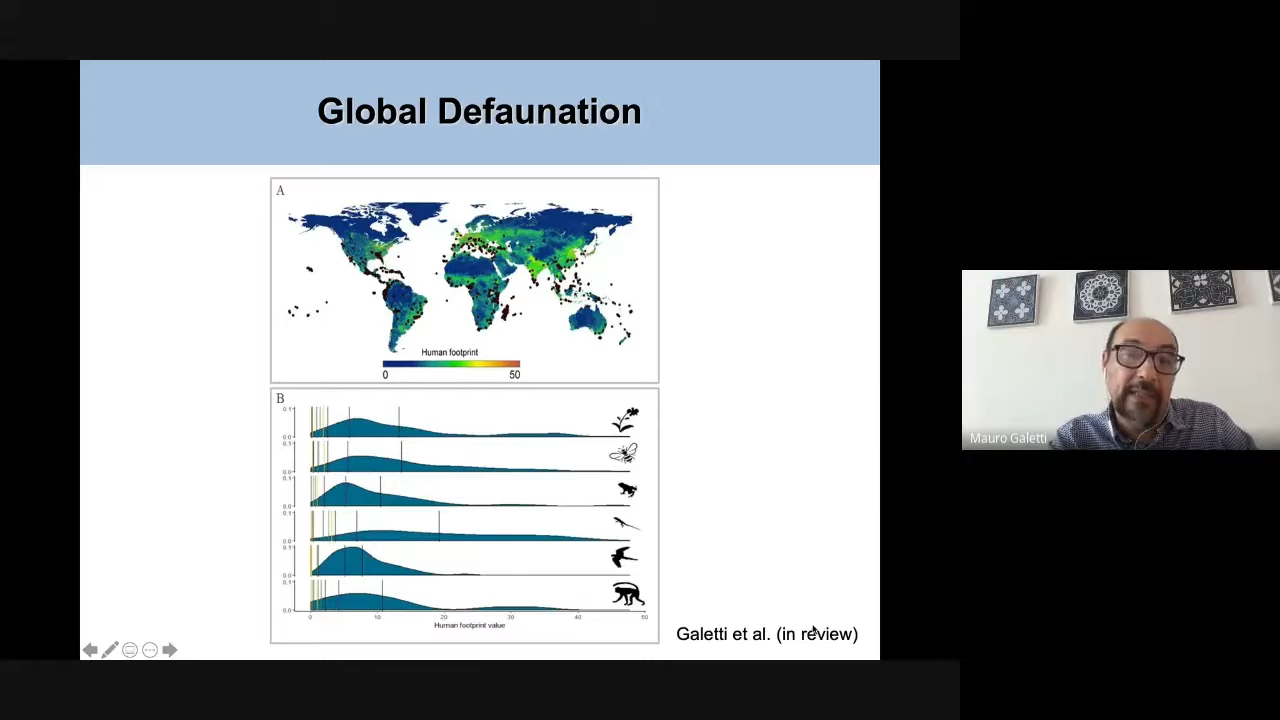 Global Defaunation
A
Human footprint
0 50
B
0.1
0.0
0.1
0.0
0.1
0.0
0.1
0.0
0.1
0.0
0.1
0.0
0 10 20 30 40 50
Human footprint value
Galetti et al. (in review)
Mauro Galetti